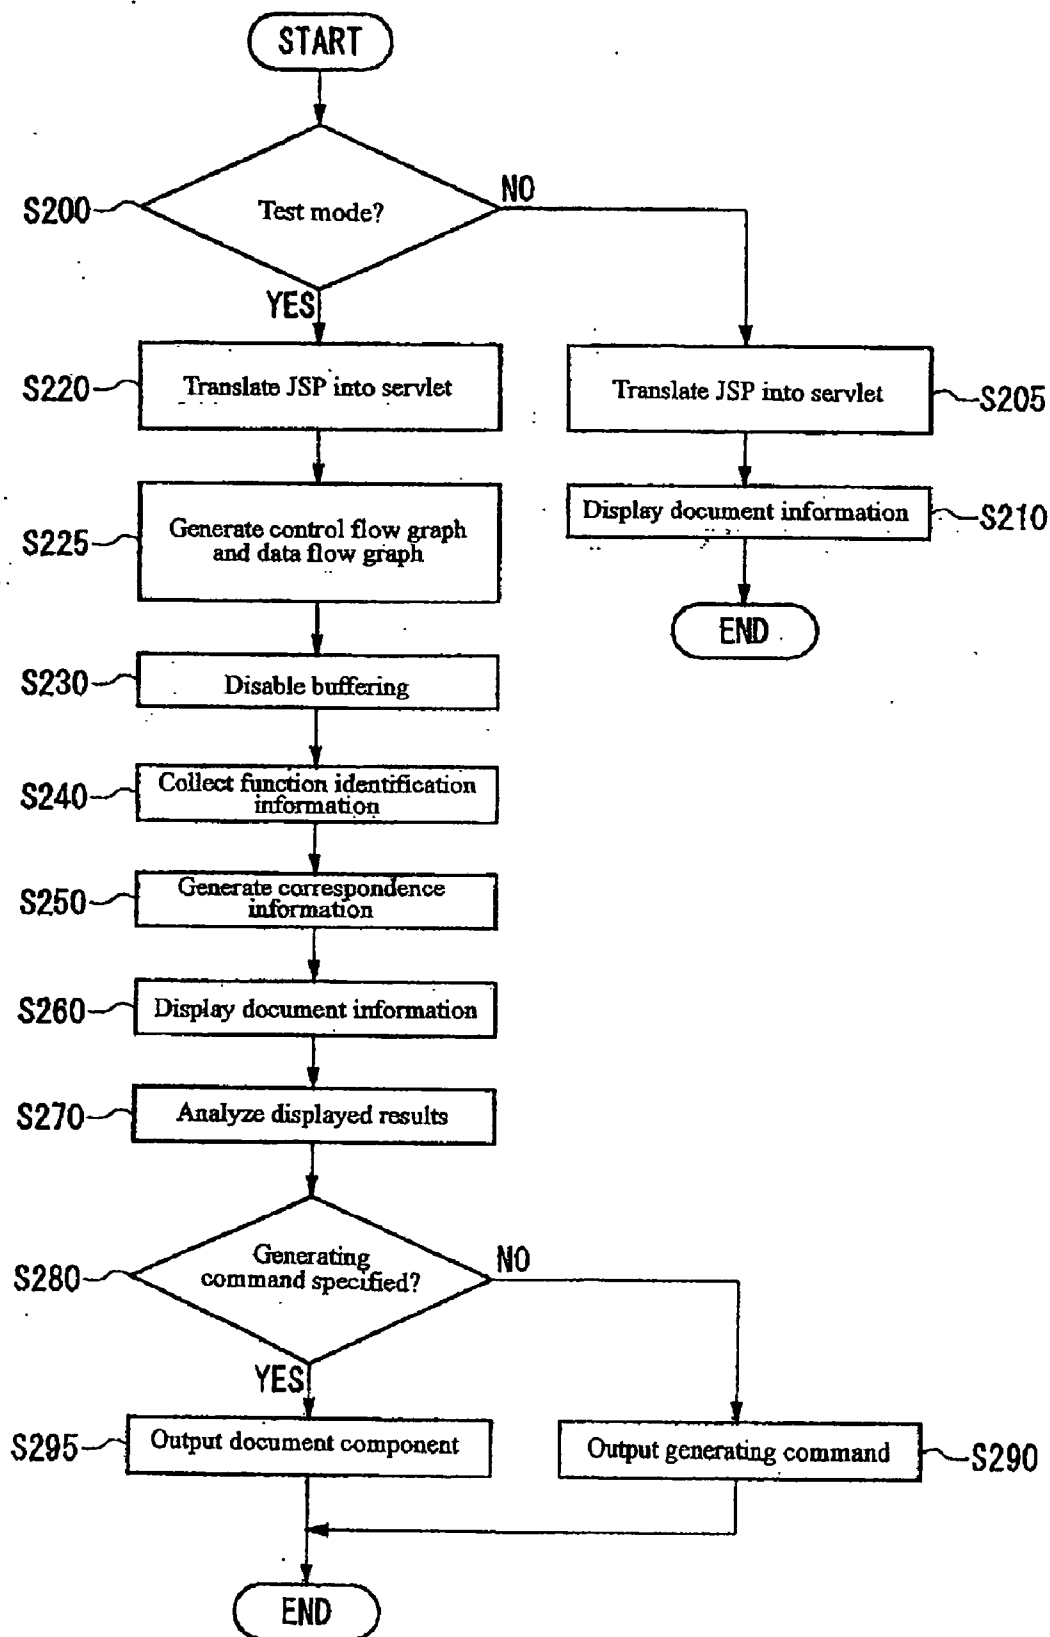 START
S200
Test mode?
NO
YES
S220
Translate JSP into servlet
Translate JSP into servlet
S205
S225
Generate control flow graph
and data flow graph
Display document information
S210
END
S230
Disable buffering
S240
Collect function identification
information
S250
Generate correspondence
information
S260
Display document information
S270
Analyze displayed results
S280
Generating
command specified?
NO
YES
S295
Output document component
Output generating command
S290
END